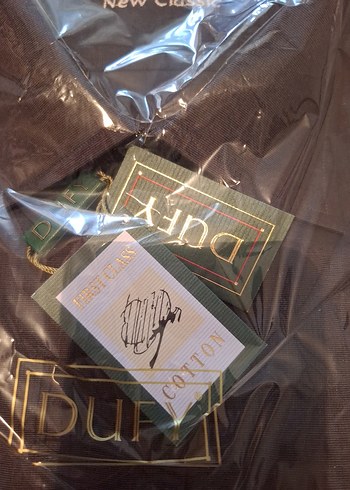 New Classic
DUFY
DUFY
FIRST CLASS
COTTON
DUFY